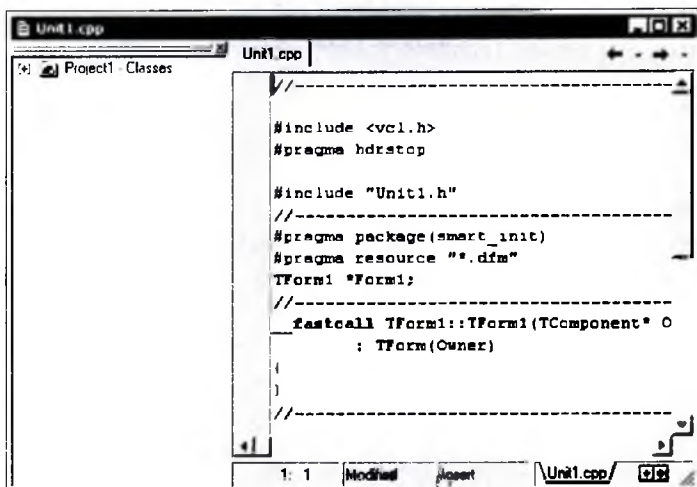 Unit1.cpp
Project1 - Classes
Unit1.cpp
//----------------------------------------
#include <vcl.h>
#pragma hdrstop
#include "Unit1.h"
//----------------------------------------
#pragma package(smart_init)
#pragma resource "*.dfm"
TForm1 *Form1;
//----------------------------------------
__fastcall TForm1::TForm1(TComponent* O
: TForm(Owner)
{
}
//----------------------------------------
1: 1 Modified Insert Unit1.cpp